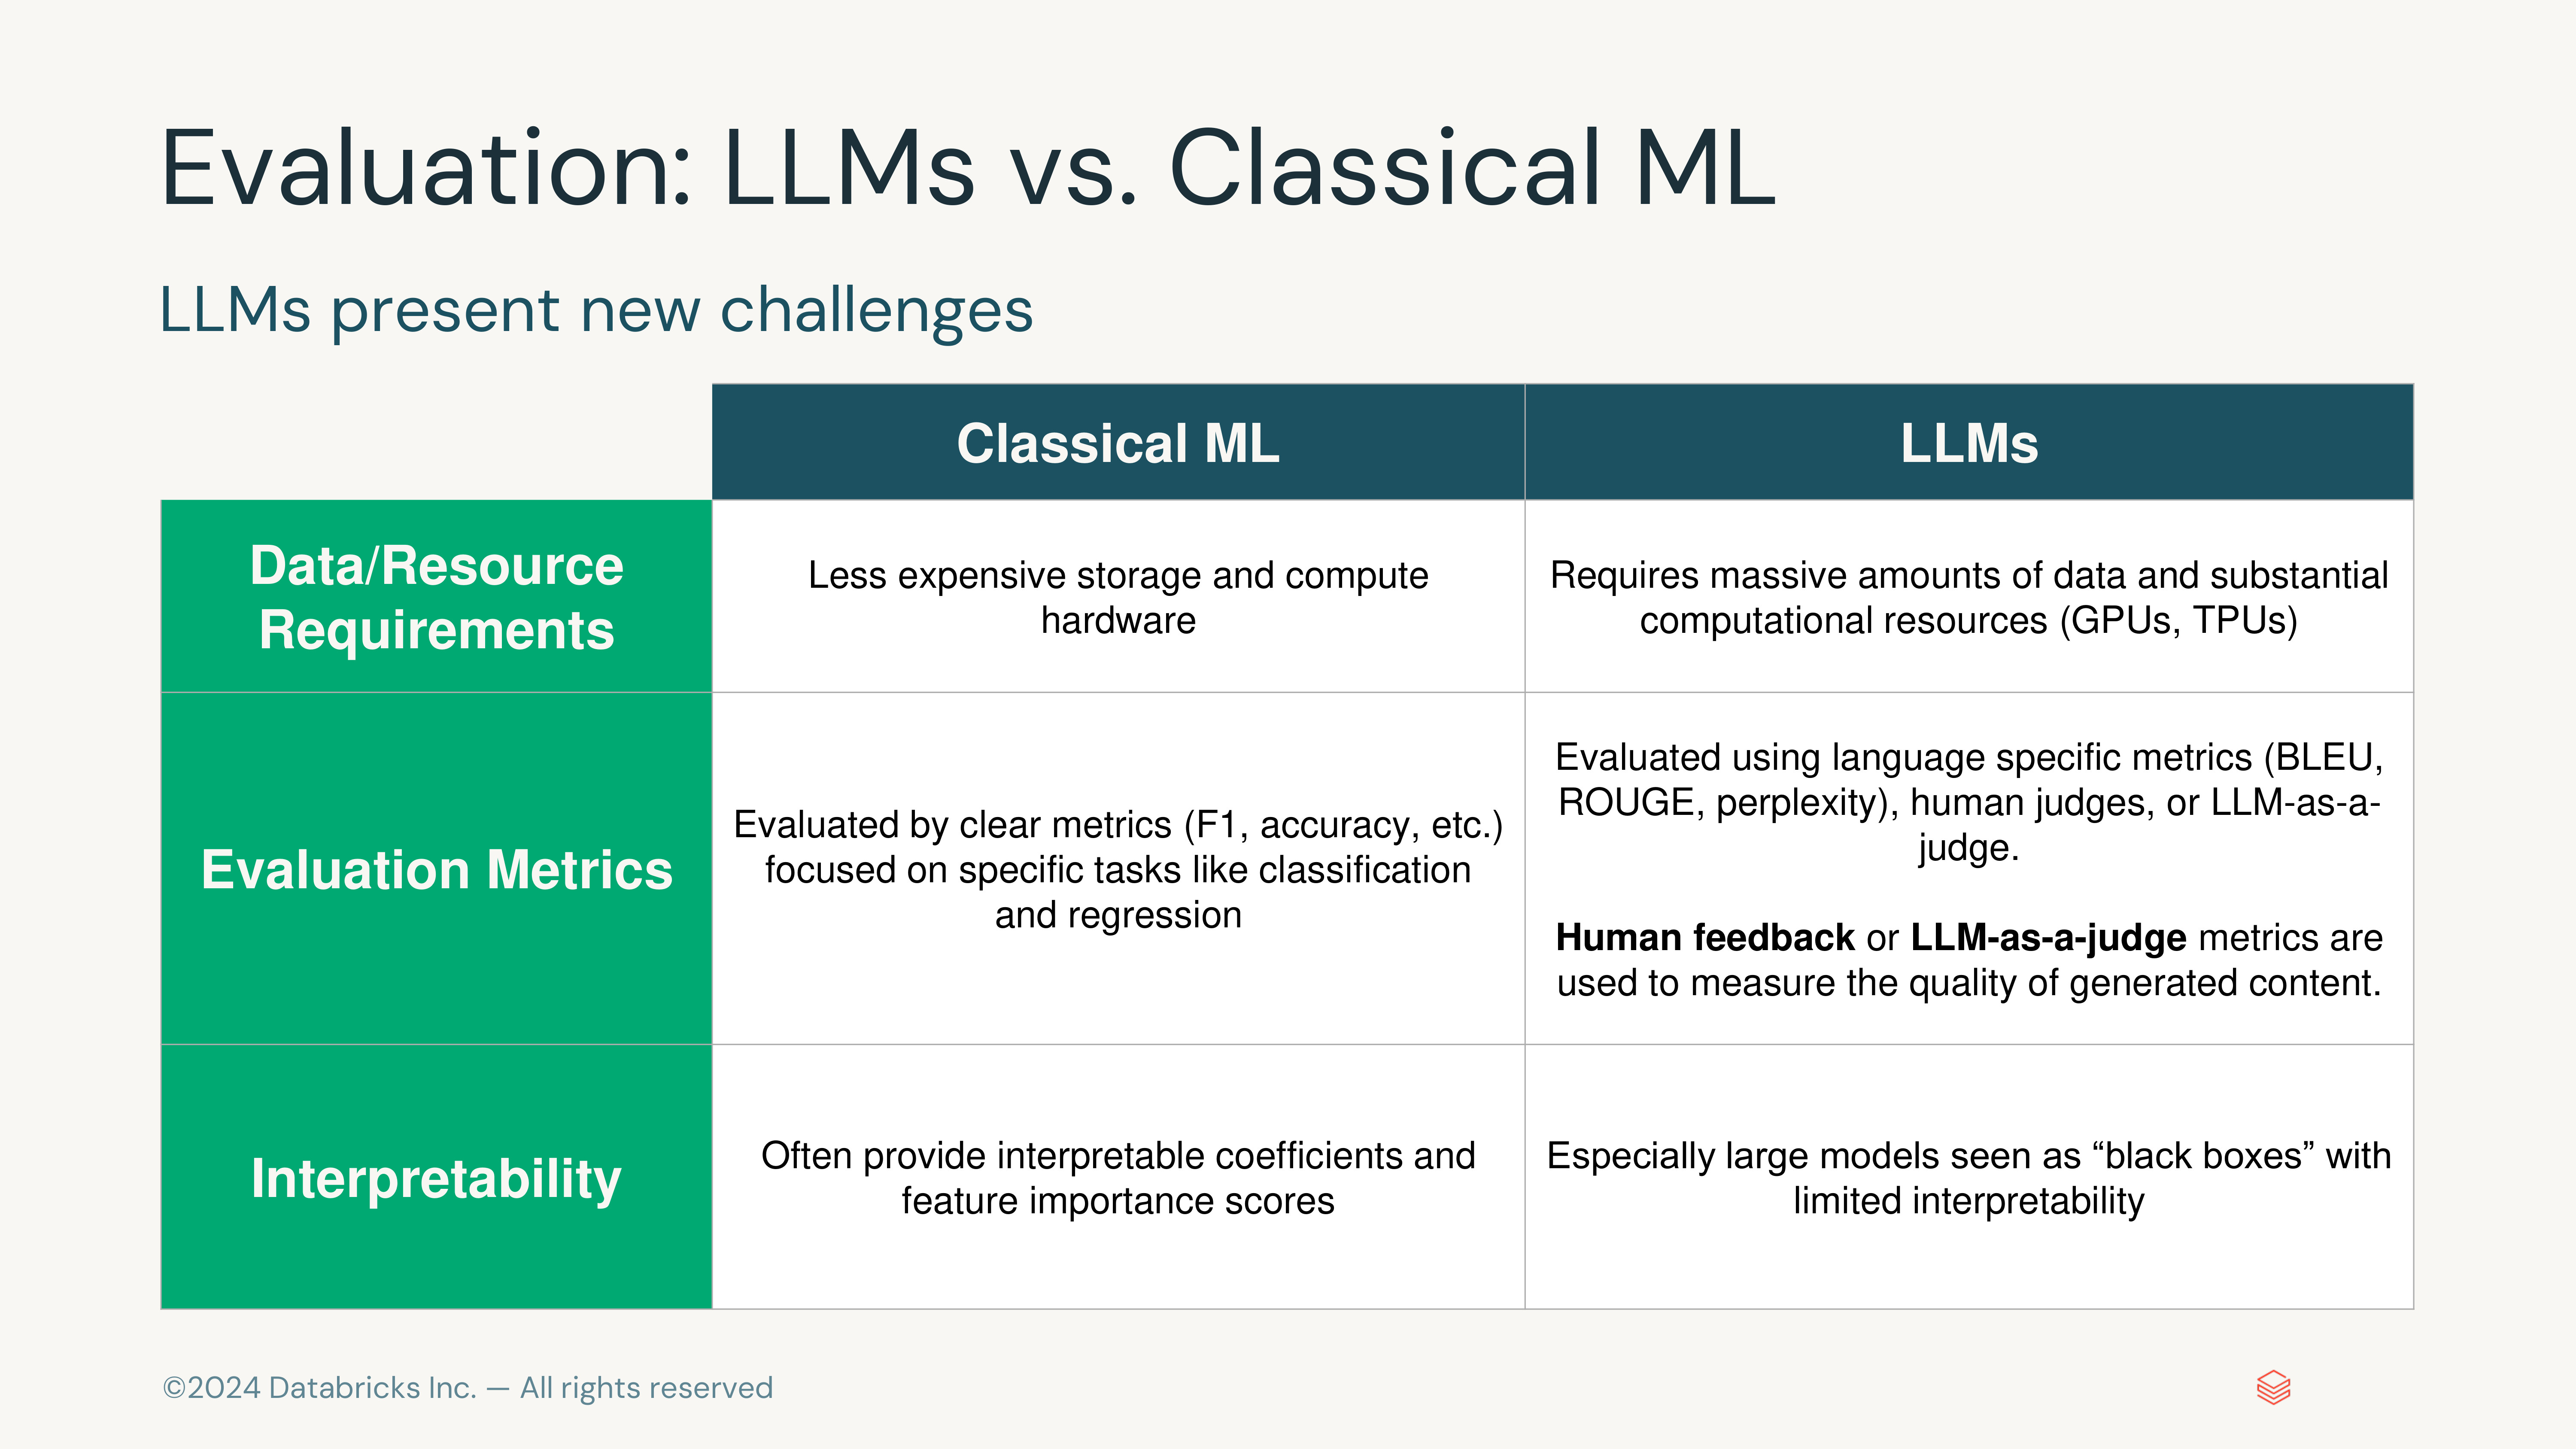 Evaluation: LLMs vs. Classical ML
LLMs present new challenges
Classical ML
LLMs
Data/Resource
Requirements
Less expensive storage and compute
hardware
Requires massive amounts of data and substantial
computational resources (GPUs, TPUs)
Evaluation Metrics
Evaluated by clear metrics (F1, accuracy, etc.)
focused on specific tasks like classification
and regression
Evaluated using language specific metrics (BLEU,
ROUGE, perplexity), human judges, or LLM-as-a-
judge.
Human feedback or LLM-as-a-judge metrics are
used to measure the quality of generated content.
Interpretability
Often provide interpretable coefficients and
feature importance scores
Especially large models seen as “black boxes” with
limited interpretability
©2024 Databricks Inc. — All rights reserved